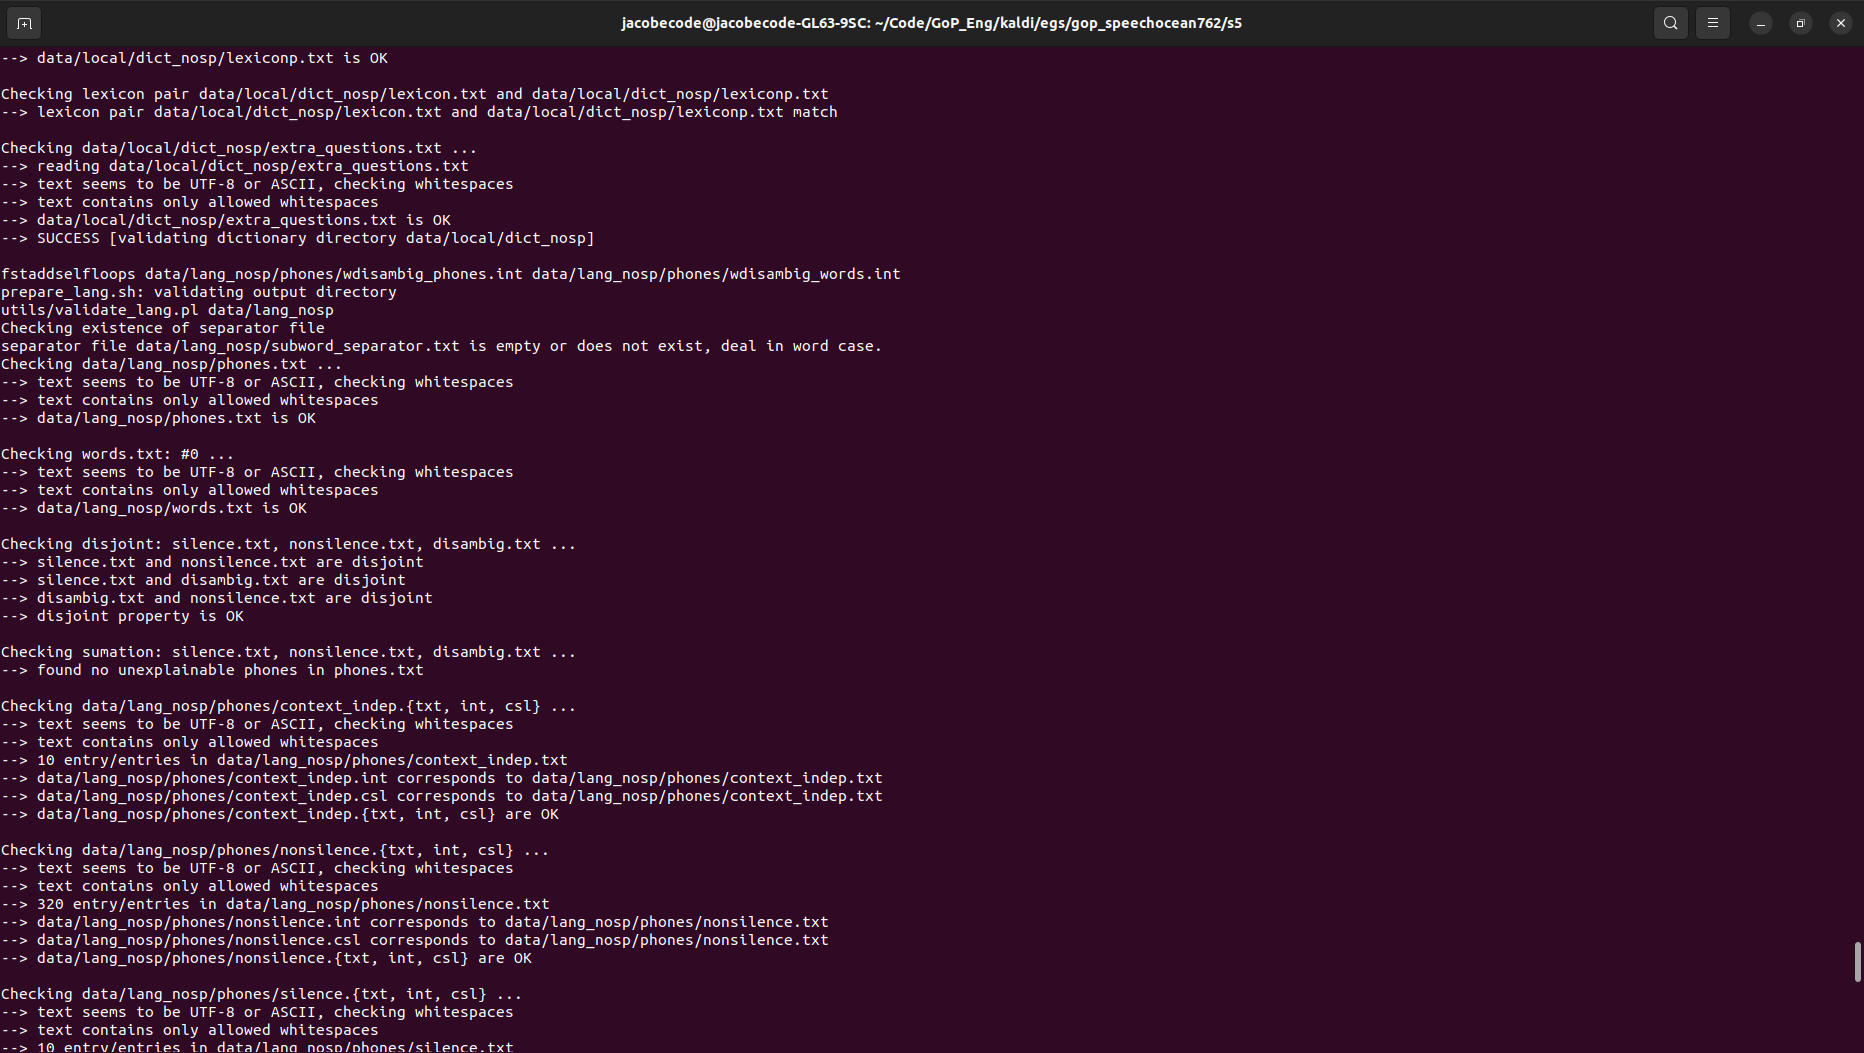 jacobecode@jacobecode-GL63-9SC: ~/Code/GoP_Eng/kaldi/egs/gop_speechocean762/s5
--> data/local/dict_nosp/lexiconp.txt is OK
Checking lexicon pair data/local/dict_nosp/lexicon.txt and data/local/dict_nosp/lexiconp.txt
--> lexicon pair data/local/dict_nosp/lexicon.txt and data/local/dict_nosp/lexiconp.txt match
Checking data/local/dict_nosp/extra_questions.txt ...
--> reading data/local/dict_nosp/extra_questions.txt
--> text seems to be UTF-8 or ASCII, checking whitespaces
--> text contains only allowed whitespaces
--> data/local/dict_nosp/extra_questions.txt is OK
--> SUCCESS [validating dictionary directory data/local/dict_nosp]
fstaddselfloops data/lang_nosp/phones/wdisambig_phones.int data/lang_nosp/phones/wdisambig_words.int
prepare_lang.sh: validating output directory
utils/validate_lang.pl data/lang_nosp
Checking existence of separator file
separator file data/lang_nosp/subword_separator.txt is empty or does not exist, deal in word case.
Checking data/lang_nosp/phones.txt ...
--> text seems to be UTF-8 or ASCII, checking whitespaces
--> text contains only allowed whitespaces
--> data/lang_nosp/phones.txt is OK
Checking words.txt: #0 ...
--> text seems to be UTF-8 or ASCII, checking whitespaces
--> text contains only allowed whitespaces
--> data/lang_nosp/words.txt is OK
Checking disjoint: silence.txt, nonsilence.txt, disambig.txt ...
--> silence.txt and nonsilence.txt are disjoint
--> silence.txt and disambig.txt are disjoint
--> disambig.txt and nonsilence.txt are disjoint
--> disjoint property is OK
Checking sumation: silence.txt, nonsilence.txt, disambig.txt ...
--> found no unexplainable phones in phones.txt
Checking data/lang_nosp/phones/context_indep.{txt, int, csl} ...
--> text seems to be UTF-8 or ASCII, checking whitespaces
--> text contains only allowed whitespaces
--> 10 entry/entries in data/lang_nosp/phones/context_indep.txt
--> data/lang_nosp/phones/context_indep.int corresponds to data/lang_nosp/phones/context_indep.txt
--> data/lang_nosp/phones/context_indep.csl corresponds to data/lang_nosp/phones/context_indep.txt
--> data/lang_nosp/phones/context_indep.{txt, int, csl} are OK
Checking data/lang_nosp/phones/nonsilence.{txt, int, csl} ...
--> text seems to be UTF-8 or ASCII, checking whitespaces
--> text contains only allowed whitespaces
--> 320 entry/entries in data/lang_nosp/phones/nonsilence.txt
--> data/lang_nosp/phones/nonsilence.int corresponds to data/lang_nosp/phones/nonsilence.txt
--> data/lang_nosp/phones/nonsilence.csl corresponds to data/lang_nosp/phones/nonsilence.txt
--> data/lang_nosp/phones/nonsilence.{txt, int, csl} are OK
Checking data/lang_nosp/phones/silence.{txt, int, csl} ...
--> text seems to be UTF-8 or ASCII, checking whitespaces
--> text contains only allowed whitespaces
--> 10 entry/entries in data/lang_nosp/phones/silence.txt